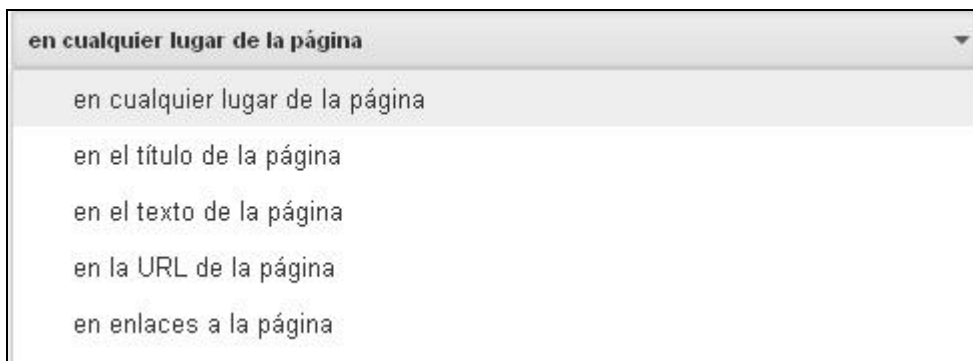 en cualquier lugar de la página
en cualquier lugar de la página
en el título de la página
en el texto de la página
en la URL de la página
en enlaces a la página